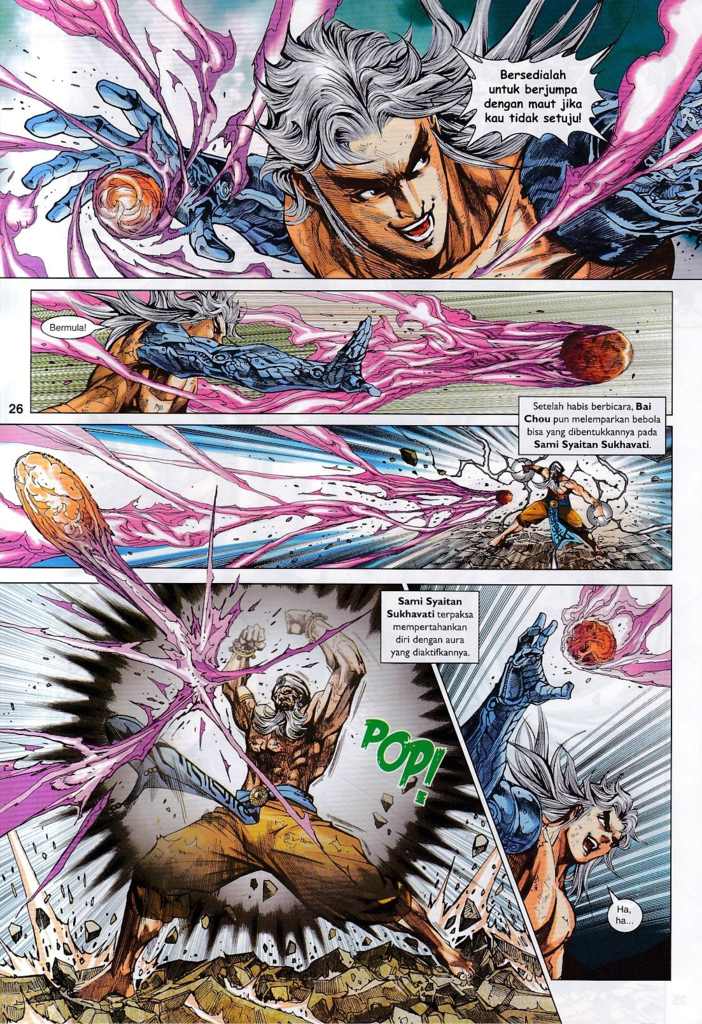 Bersedialah
untuk berjumpa
dengan maut jika
kau tidak setuju!
Bermula!
26
Setelah habis berbicara, Bai
Chou pun melemparkan bebola
bisa yang dibentukkannya pada
Sami Syaitan Sukhavati.
Sami Syaitan
Sukhavati terpaksa
mempertahankan
diri dengan aura
yang diaktifkannya.
POP!
Ha,
ha...